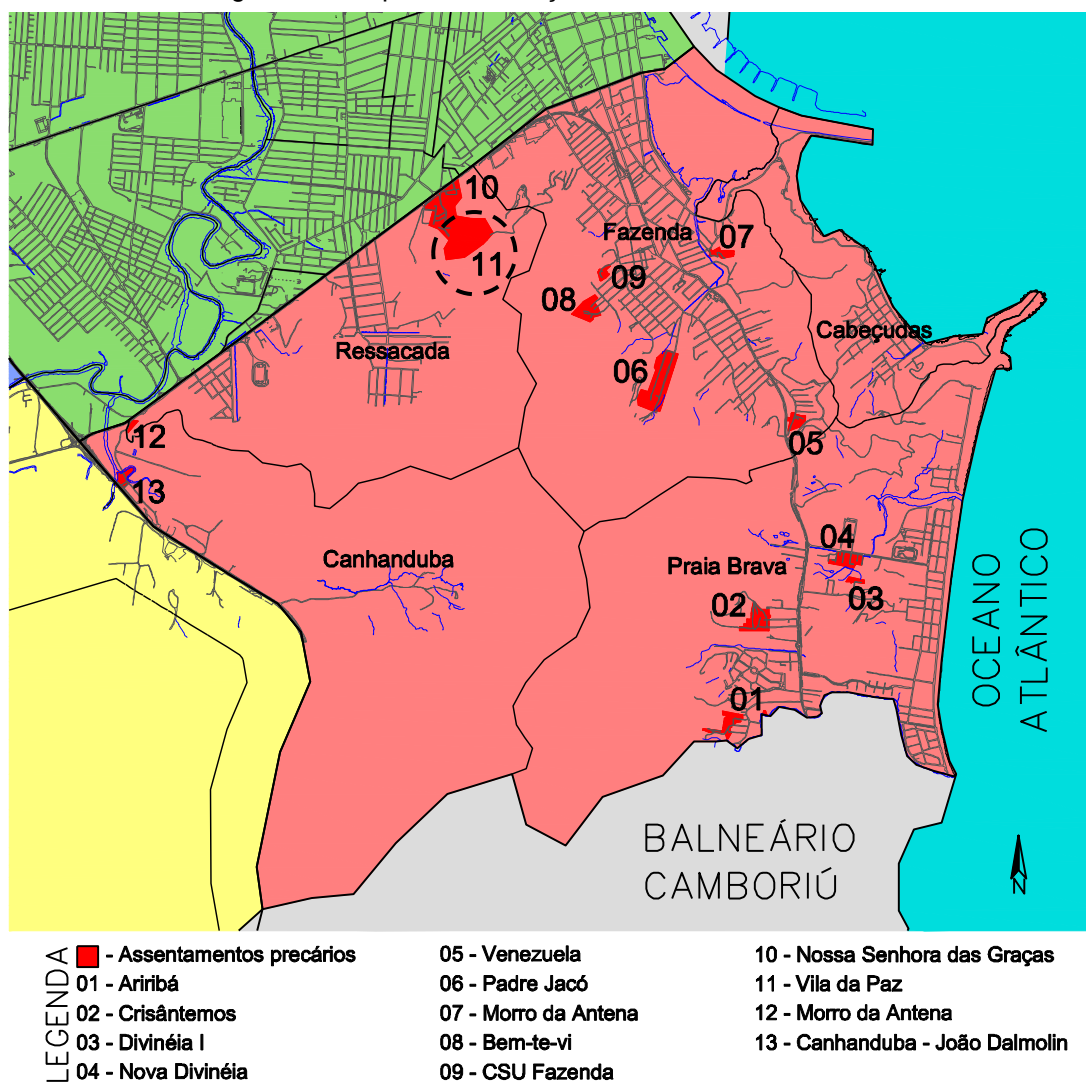 10
11
Fazenda
07
09
08
Cabeçudas
Ressacada
06
05
12
13
04
Canhanduba
Praia Brava
03
02
01
OCEANO
ATLÂNTICO
BALNEÁRIO
CAMBORIÚ
N
LEGENDA
- Assentamentos precários
01 - Ariribá
02 - Crisântemos
03 - Divinéia I
04 - Nova Divinéia
05 - Venezuela
06 - Padre Jacó
07 - Morro da Antena
08 - Bem-te-vi
09 - CSU Fazenda
10 - Nossa Senhora das Graças
11 - Vila da Paz
12 - Morro da Antena
13 - Canhanduba - João Dalmolin